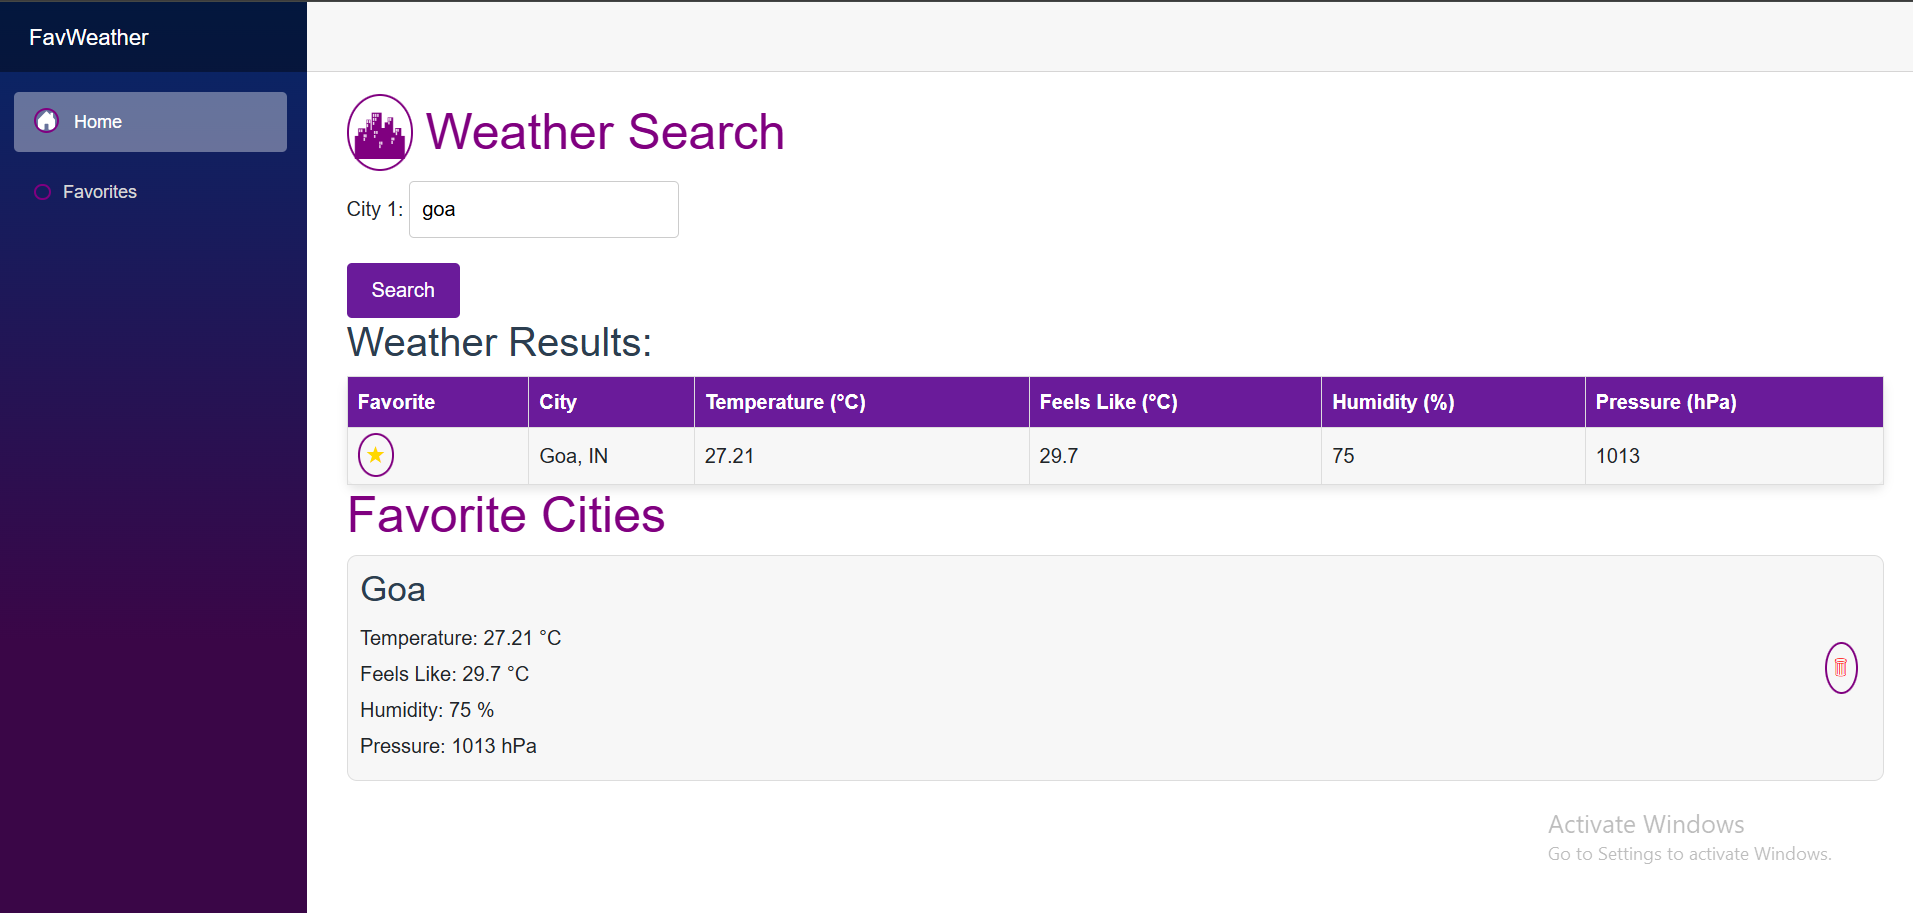 FavWeather
Home
Favorites
Weather Search
City 1: goa
Search
Weather Results:
Favorite City Temperature (°C) Feels Like (°C) Humidity (%) Pressure (hPa)
Goa, IN 27.21 29.7 75 1013
Favorite Cities
Goa
Temperature: 27.21 °C
Feels Like: 29.7 °C
Humidity: 75 %
Pressure: 1013 hPa
Activate Windows
Go to Settings to activate Windows.